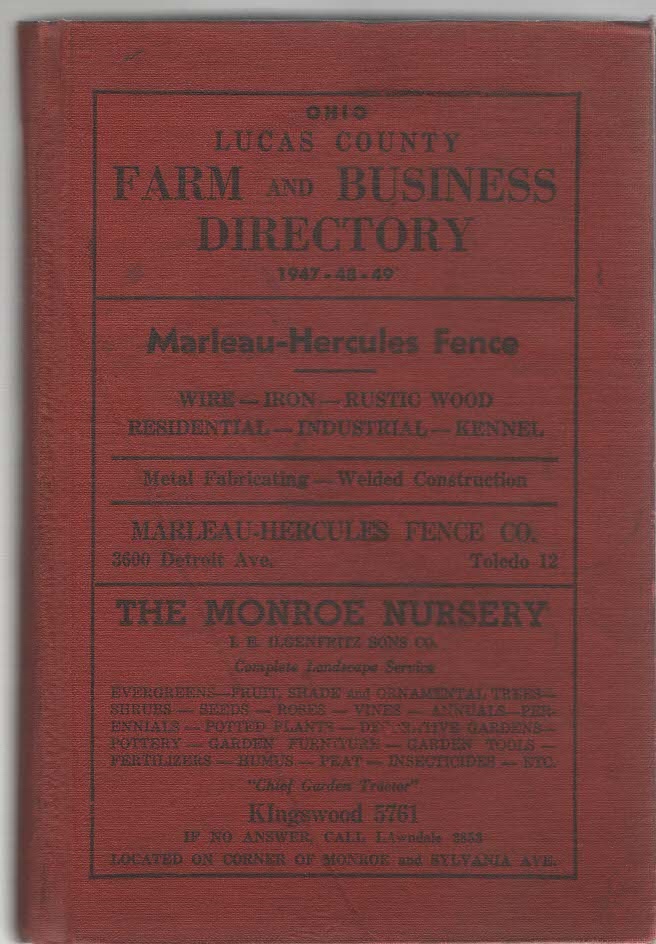 OHIO
LUCAS COUNTY
FARM AND BUSINESS
DIRECTORY
1947-48-49
Marleau-Hercules Fence
WIRE — IRON — RUSTIC WOOD
RESIDENTIAL — INDUSTRIAL — KENNEL
Metal Fabricating — Welded Construction
MARLEAU-HERCULES FENCE CO.
3600 Detroit Ave. Toledo 12
THE MONROE NURSERY
I. E. ILGENFRITZ SONS CO.
Complete Landscape Service
EVERGREENS—FRUIT, SHADE and ORNAMENTAL TREES—
SHRUBS — SEEDS — ROSES — VINES — ANNUALS—PER-
ENNIALS — POTTED PLANTS — DECORATIVE GARDENS—
POTTERY — GARDEN FURNITURE — GARDEN TOOLS —
FERTILIZERS — HUMUS — PEAT — INSECTICIDES — ETC.
"Chief Garden Tractor"
KIngswood 5761
IF NO ANSWER, CALL LAwndale 3853
LOCATED ON CORNER OF MONROE and SYLVANIA AVE.